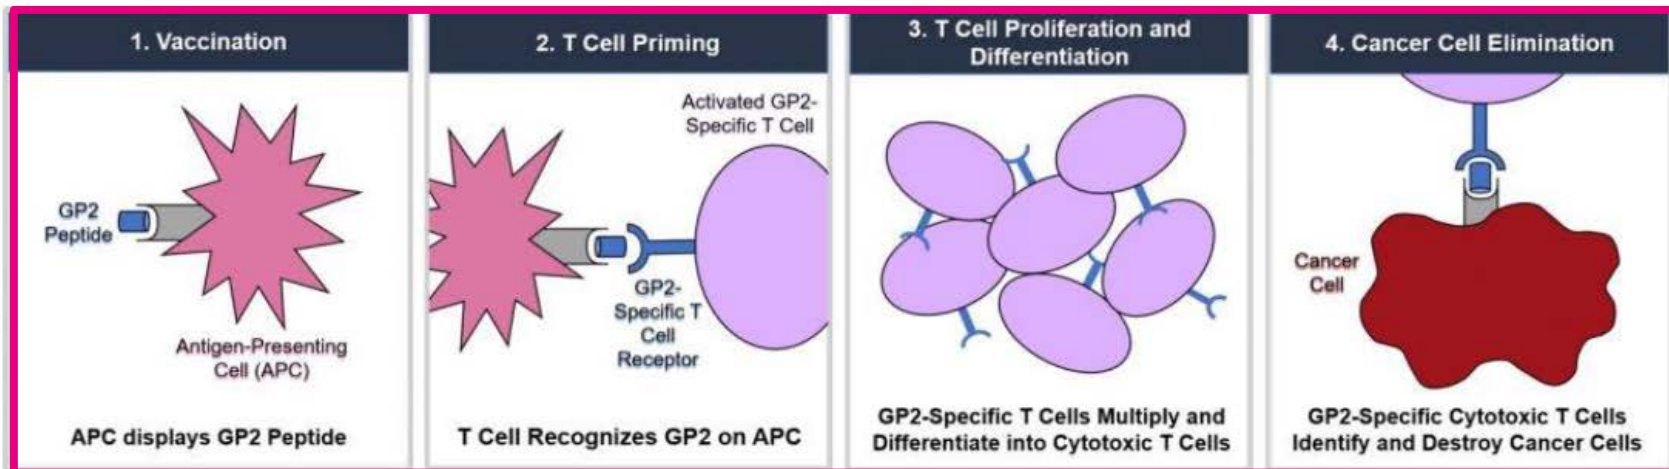 1. Vaccination
GP2
Peptide
Antigen-Presenting
Cell (APC)
APC displays GP2 Peptide
2. T Cell Priming
Activated GP2-
Specific T Cell
GP2-
Specific T
Cell
Receptor
T Cell Recognizes GP2 on APC
3. T Cell Proliferation and
Differentiation
GP2-Specific T Cells Multiply and
Differentiate into Cytotoxic T Cells
4. Cancer Cell Elimination
Cancer
Cell
GP2-Specific Cytotoxic T Cells
Identify and Destroy Cancer Cells